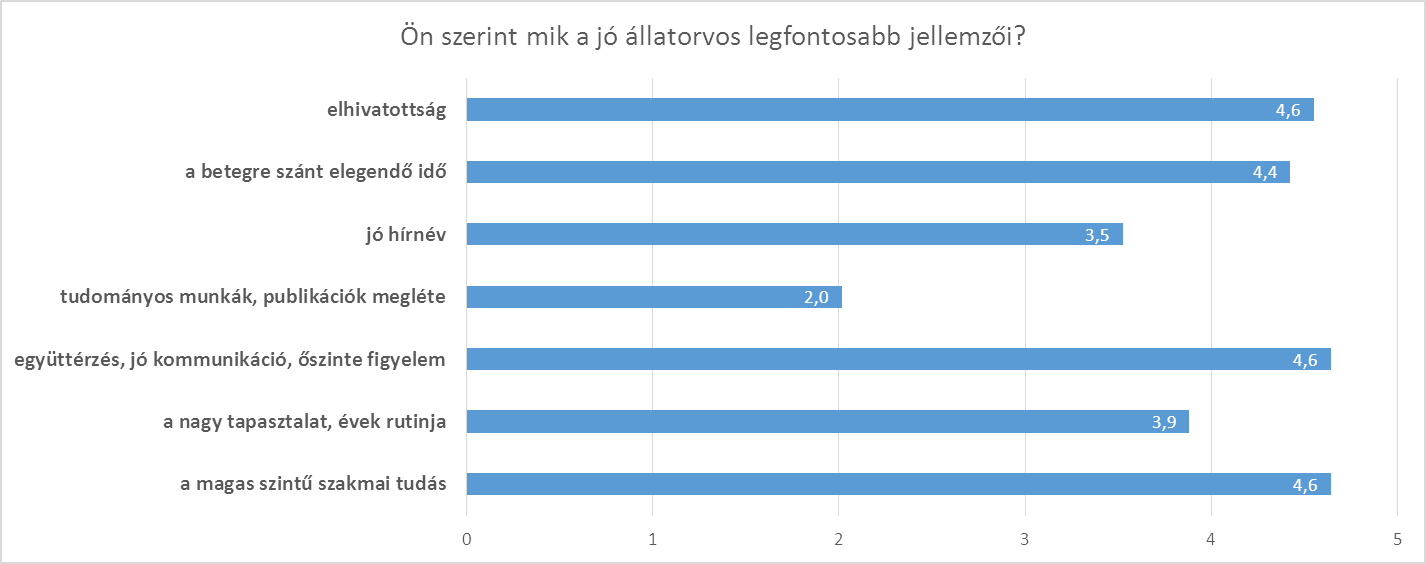 Ön szerint mik a jó állatorvos legfontosabb jellemzői?
elhivatottság 4,6
a betegre szánt elegendő idő 4,4
jó hírnév 3,5
tudományos munkák, publikációk megléte 2,0
együttérzés, jó kommunikáció, őszinte figyelem 4,6
a nagy tapasztalat, évek rutinja 3,9
a magas szintű szakmai tudás 4,6
0 1 2 3 4 5